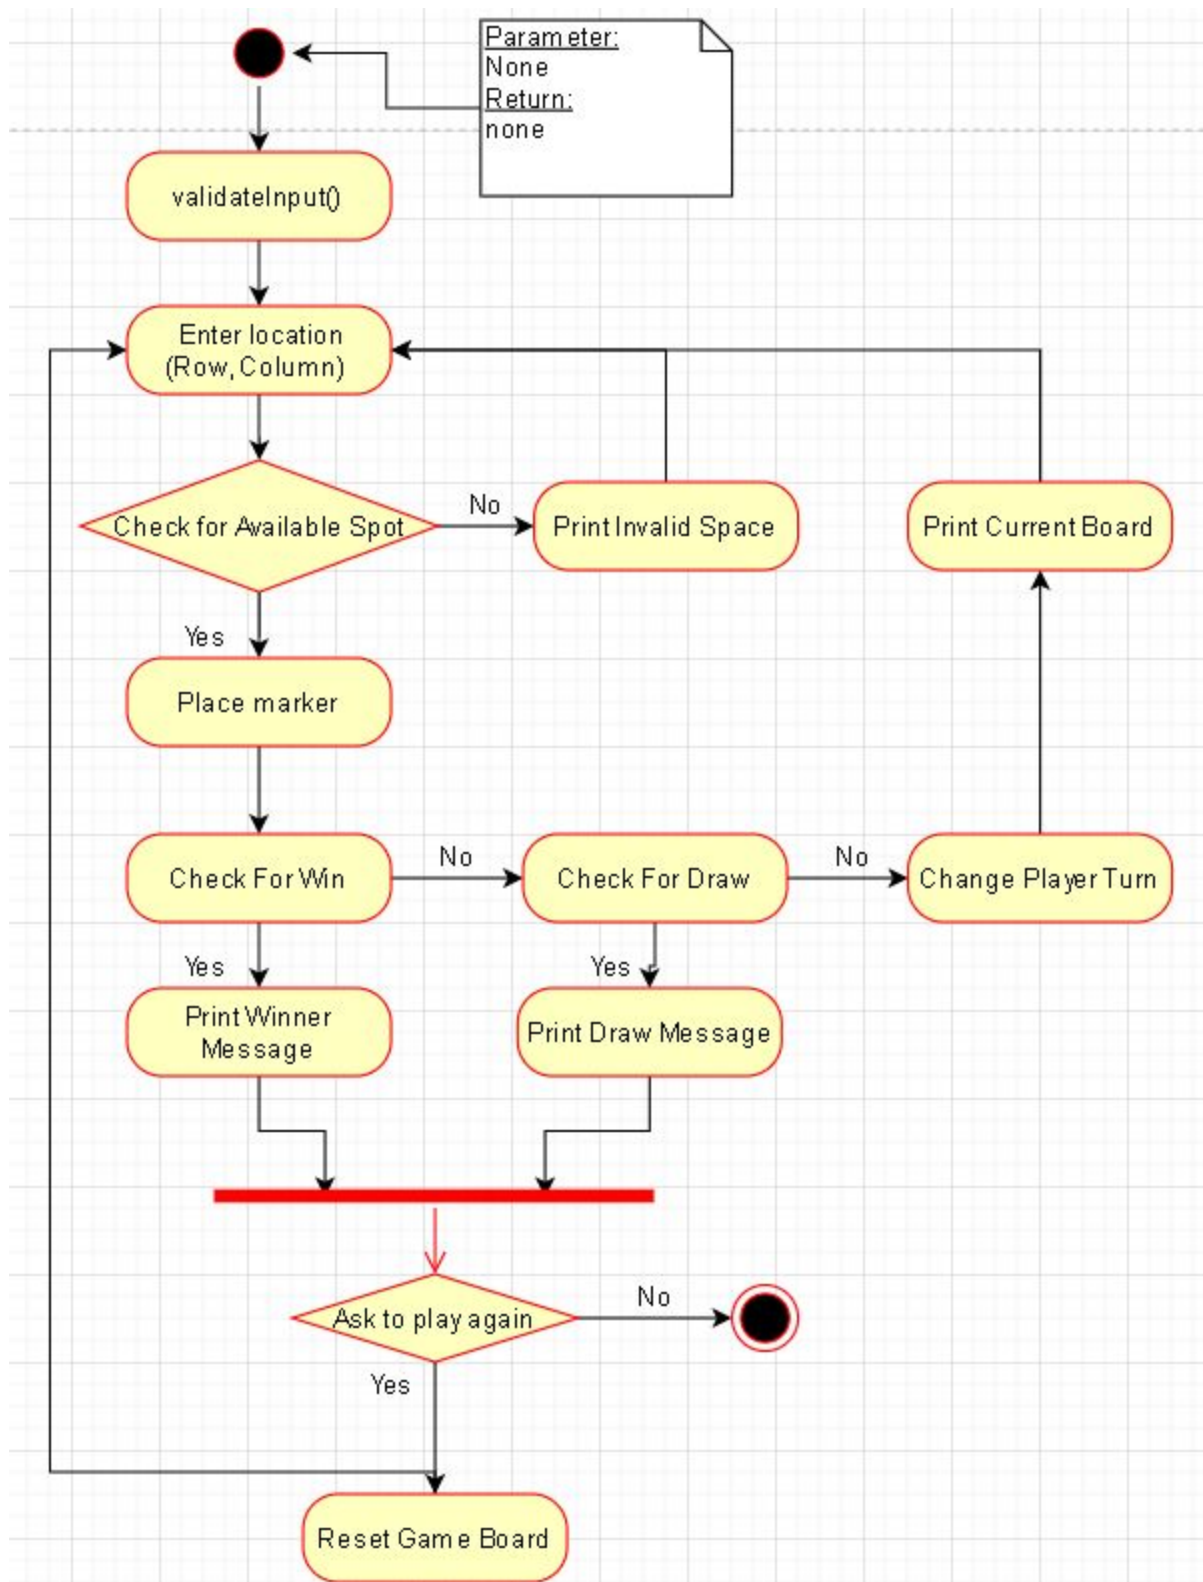 Parameter:
None
Return:
none
validateInput()
Enter location
(Row, Column)
Check for Available Spot
No
Print Invalid Space
Print Current Board
Yes
Place marker
Check For Win
No
Check For Draw
No
Change Player Turn
Yes
Print Winner
Message
Yes
Print Draw Message
Ask to play again
No
Yes
Reset Game Board